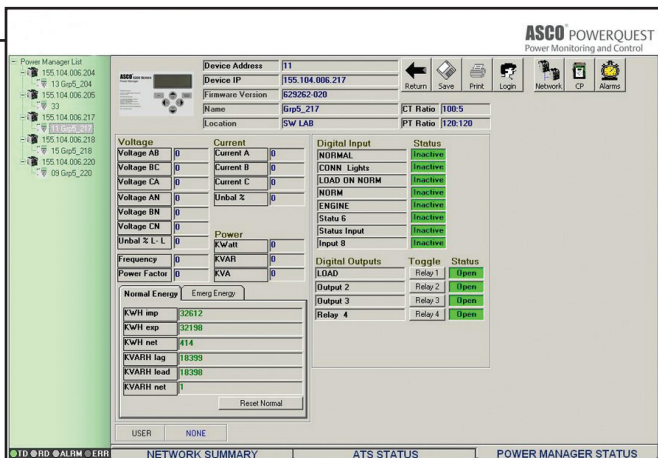 ASCO® POWERQUEST
Power Monitoring and Control
Power Manager List
155.104.006.204
13 Grp5_204
155.104.006.205
33
155.104.006.217
11 Grp5_217
155.104.006.218
15 Grp5_218
155.104.006.220
09 Grp5_220
ASCO
Device Address 11
Device IP 155.104.006.217
Firmware Version 629262-020
Name Grp5_217 CT Ratio 100:5
Location SW LAB PT Ratio 120:120
Return Save Print Login Network CP Alarms
Voltage
Voltage AB 0
Voltage BC 0
Voltage CA 0
Voltage AN 0
Voltage BN 0
Voltage CN 0
Unbal % L- L 0
Frequency 0
Power Factor 0
Current
Current A 0
Current B 0
Current C 0
Unbal % 0
Power
KWatt 0
KVAR 0
KVA 0
Digital Input Status
NORMAL Inactive
CONN Lights Inactive
LOAD ON NORM Inactive
NORM Inactive
ENGINE Inactive
Statu 6 Inactive
Status Input Inactive
Input 8 Inactive
Digital Outputs Toggle Status
LOAD Relay 1 Open
Output 2 Relay 2 Open
Output 3 Relay 3 Open
Relay 4 Relay 4 Open
Normal Energy Emerg Energy
KWH imp 32612
KWH exp 32198
KWH net 414
KVARH lag 18399
KVARH lead 18398
KVARH net 1
Reset Normal
USER NONE
TD RD ALRM ERR NETWORK SUMMARY ATS STATUS POWER MANAGER STATUS